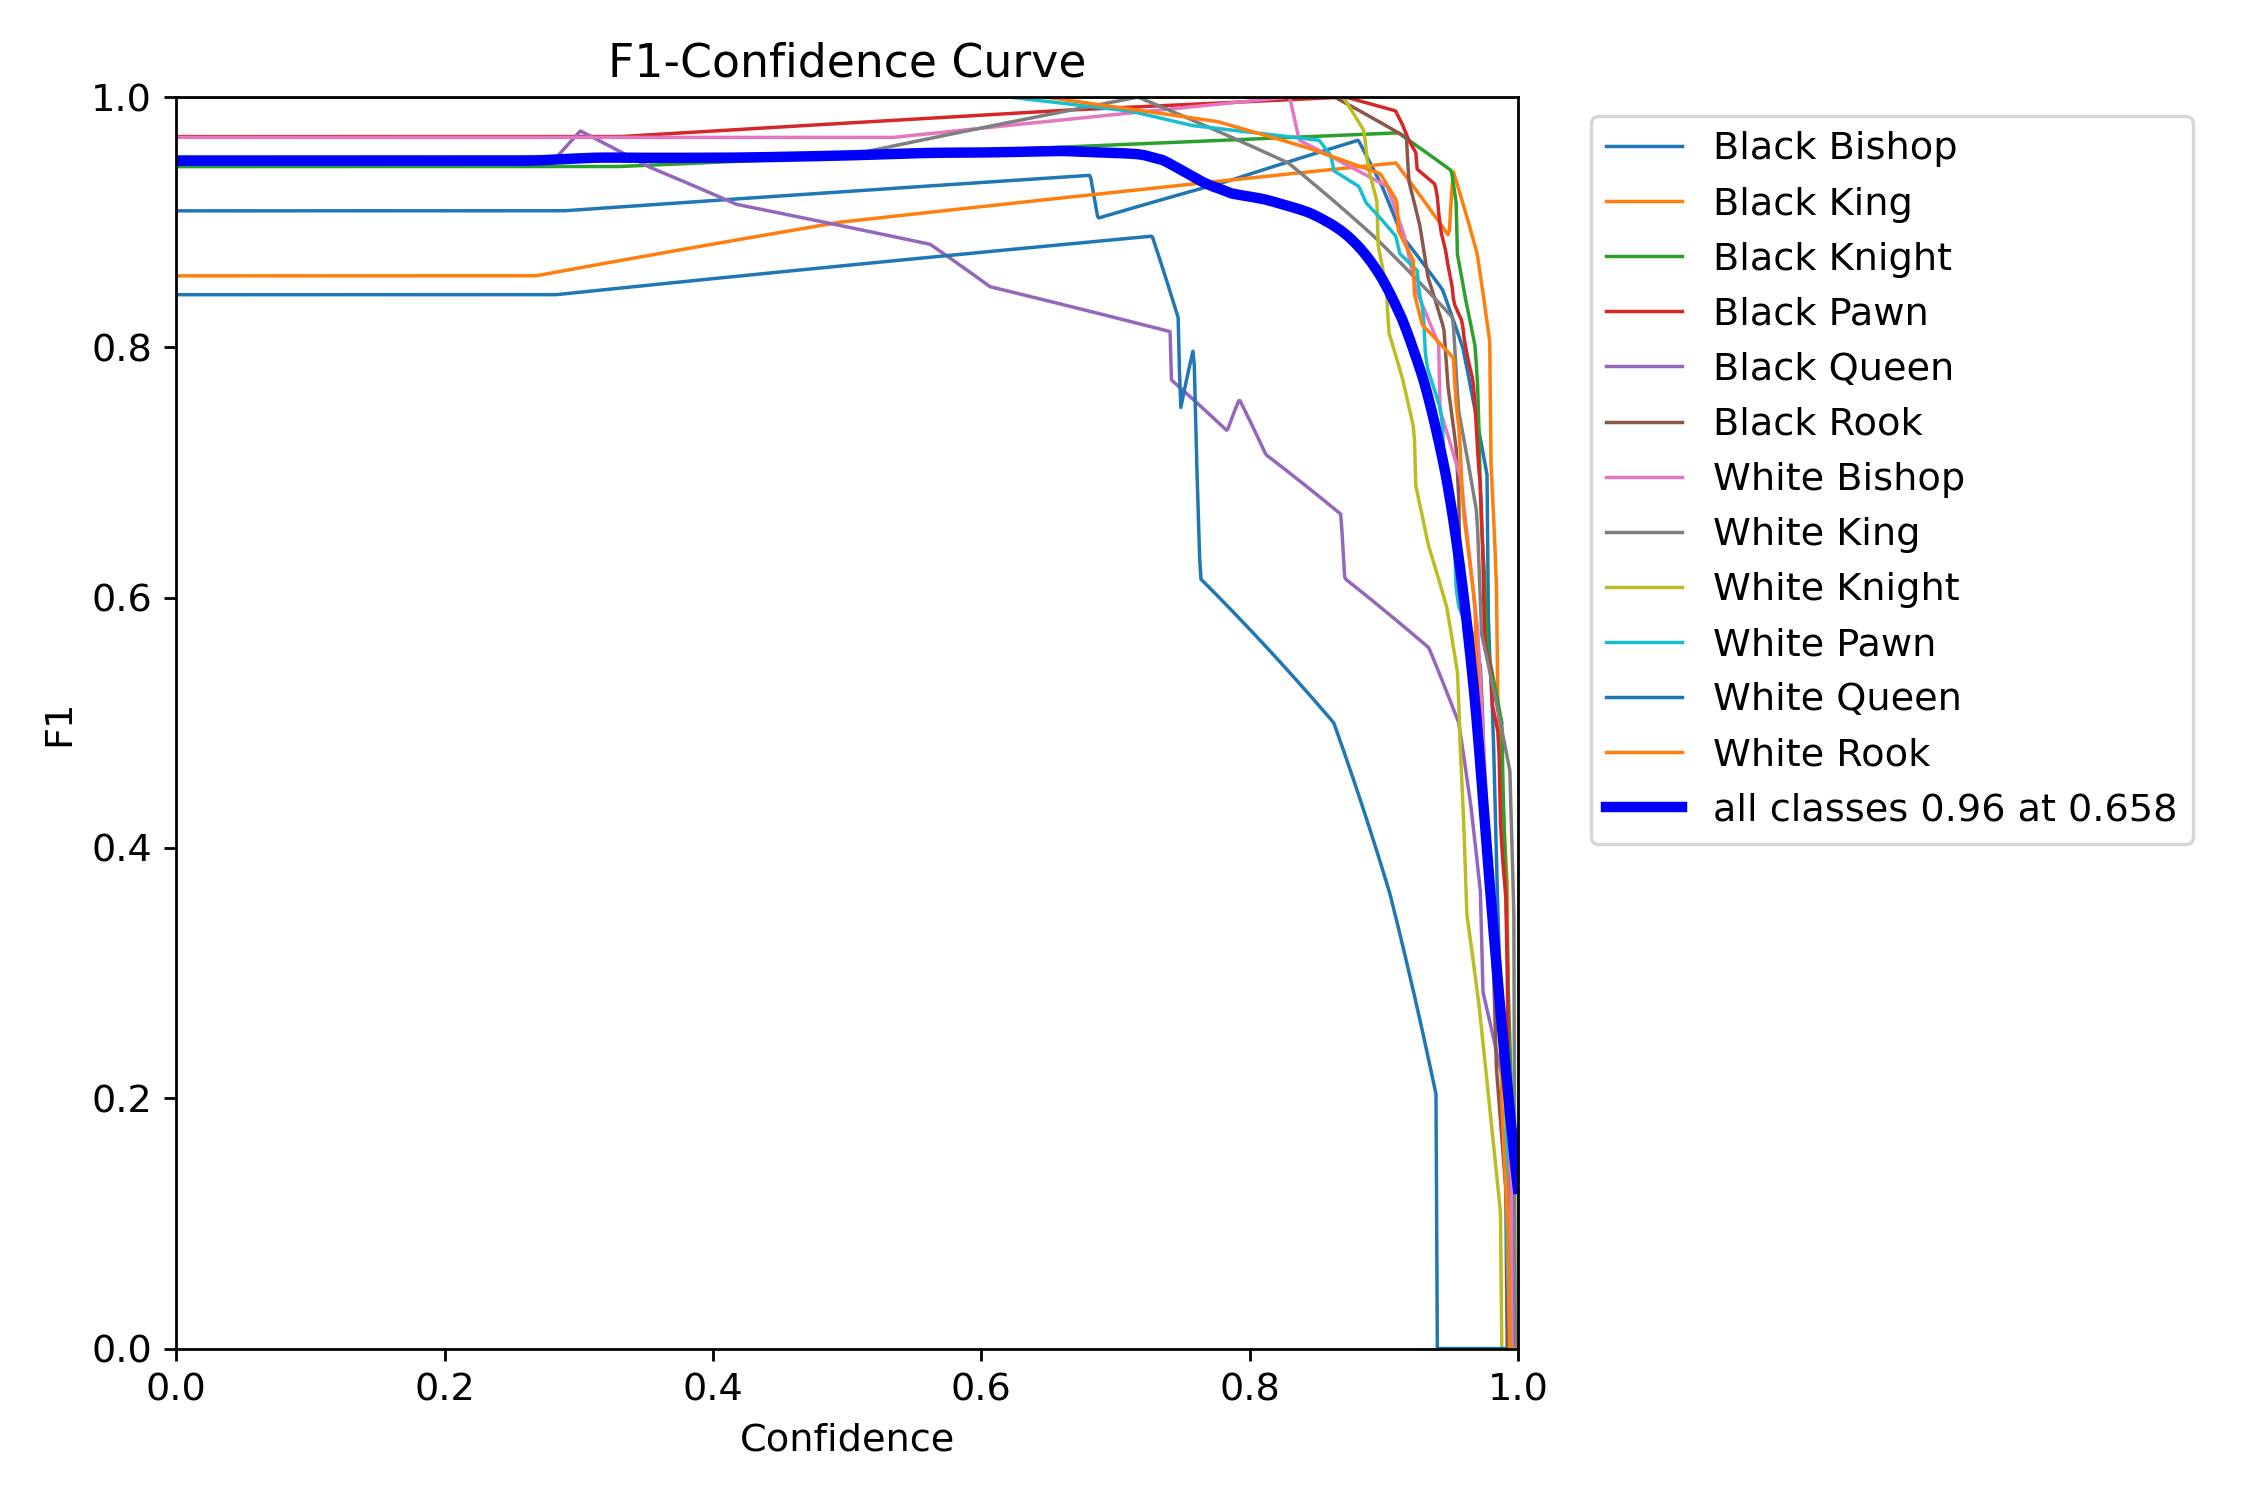 F1-Confidence Curve
1.0
0.8
0.6
0.4
0.2
0.0
F1
0.0 0.2 0.4 0.6 0.8 1.0
Confidence
Black Bishop
Black King
Black Knight
Black Pawn
Black Queen
Black Rook
White Bishop
White King
White Knight
White Pawn
White Queen
White Rook
all classes 0.96 at 0.658